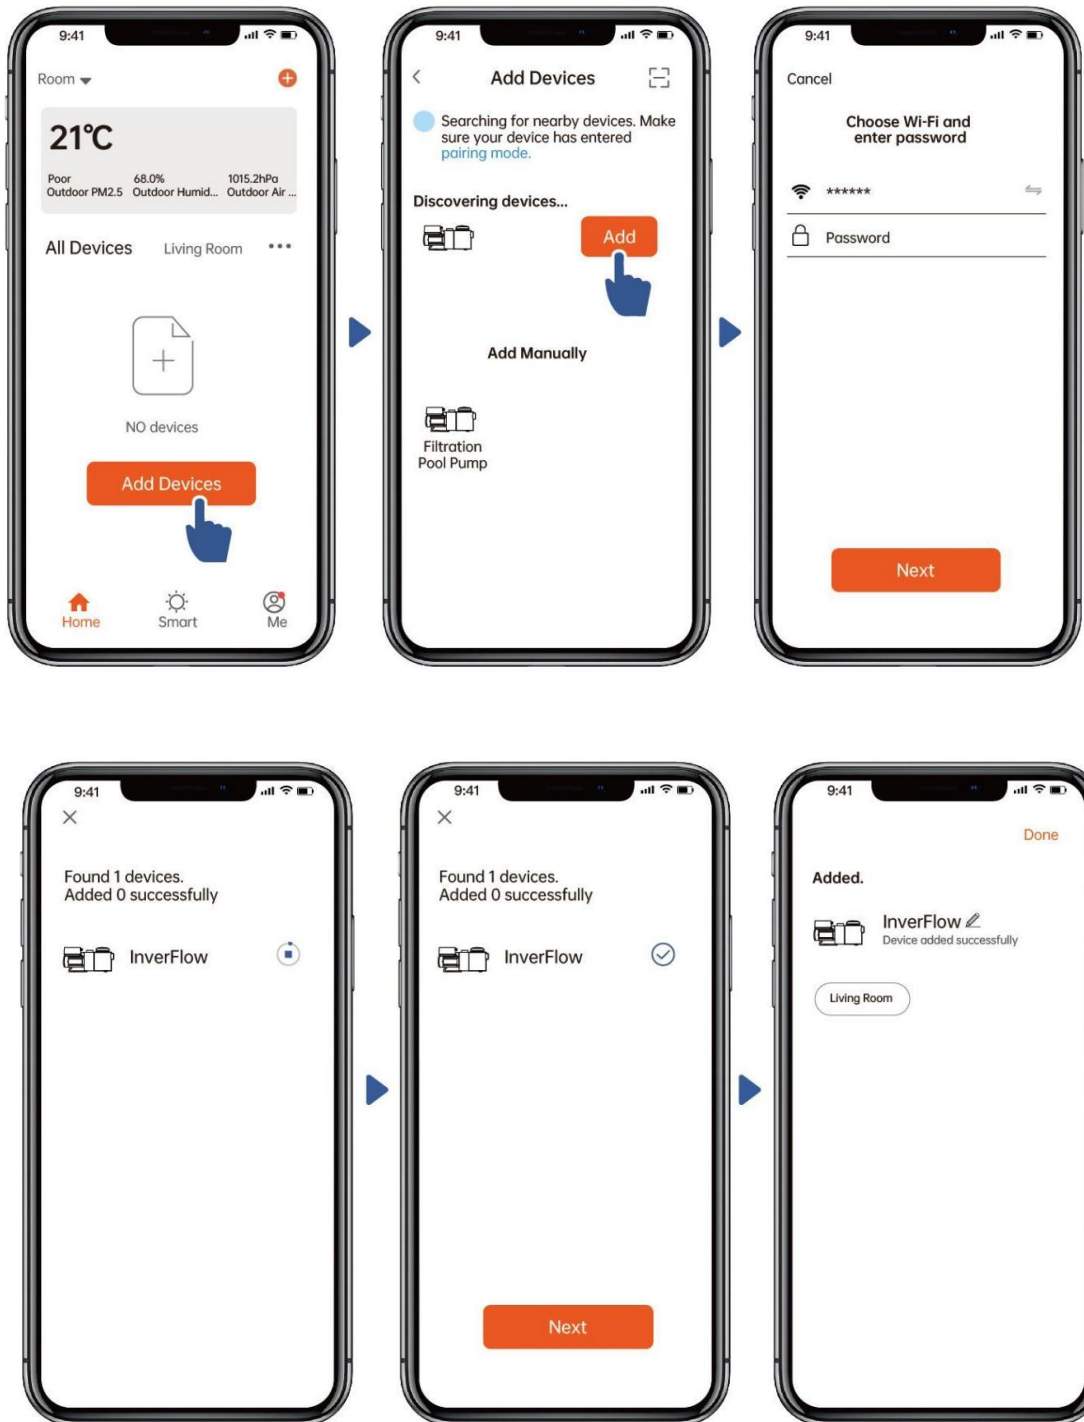 9:41
Room
21℃
Poor 68.0% 1015.2hPa
Outdoor PM2.5 Outdoor Humid... Outdoor Air ...
All Devices Living Room •••
NO devices
Add Devices
Home Smart Me
9:41
Add Devices
Searching for nearby devices. Make
sure your device has entered
pairing mode.
Discovering devices...
Add
Add Manually
Filtration
Pool Pump
9:41
Cancel
Choose Wi-Fi and
enter password
******
Password
Next
9:41
Found 1 devices.
Added 0 successfully
InverFlow
9:41
Found 1 devices.
Added 0 successfully
InverFlow
Next
9:41
Done
Added.
InverFlow
Device added successfully
Living Room